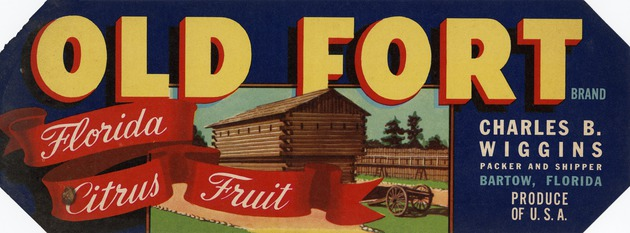 OLD FORT
BRAND
Florida
Citrus Fruit
CHARLES B.
WIGGINS
PACKER AND SHIPPER
BARTOW, FLORIDA
PRODUCE
OF U.S.A.